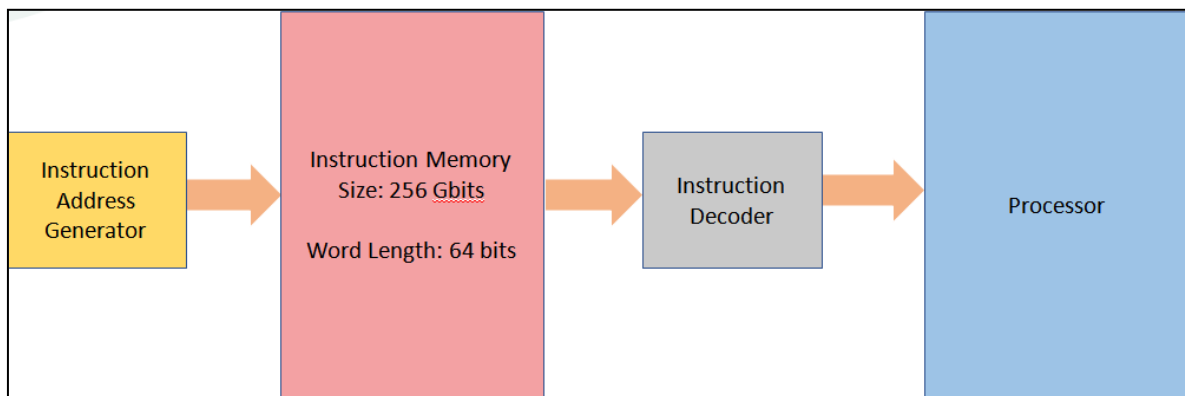 Instruction
Address
Generator
Instruction Memory
Size: 256 Gbits
Word Length: 64 bits
Instruction
Decoder
Processor